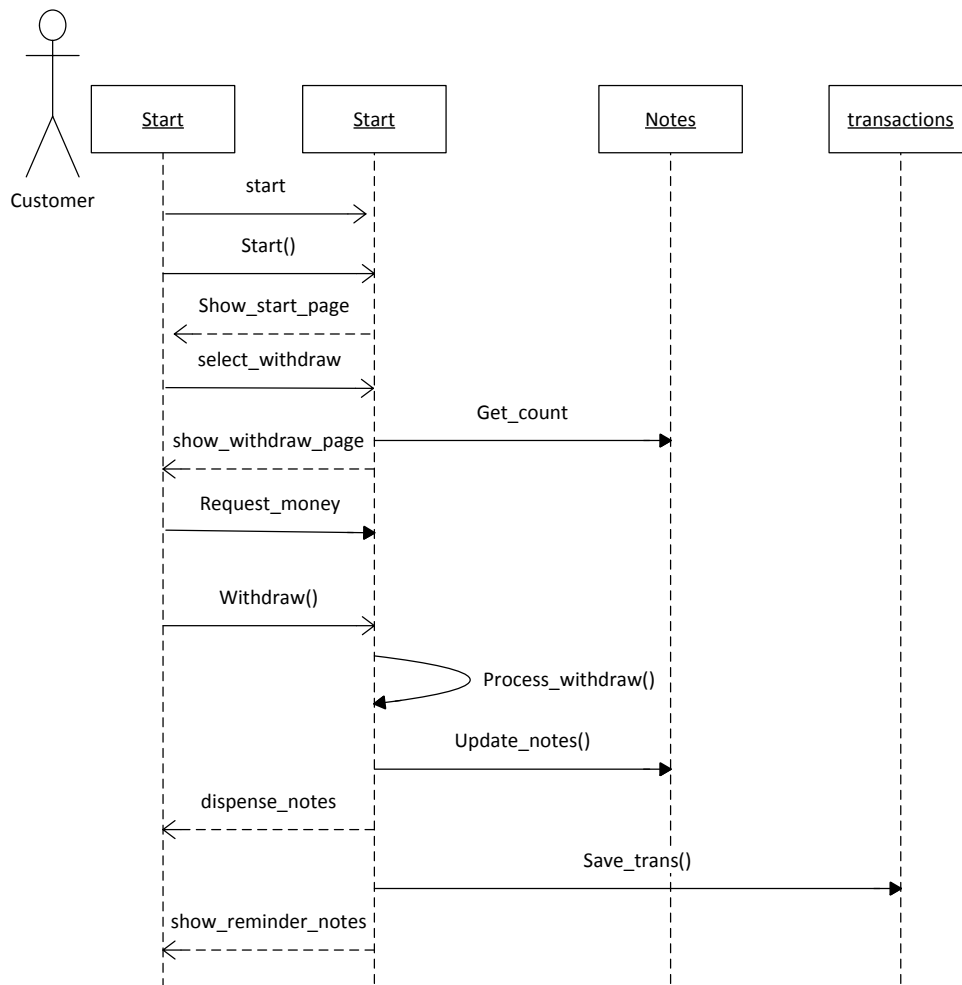 Start
Start
Notes
transactions
Customer
start
Start()
Show_start_page
select_withdraw
Get_count
show_withdraw_page
Request_money
Withdraw()
Process_withdraw()
Update_notes()
dispense_notes
Save_trans()
show_reminder_notes